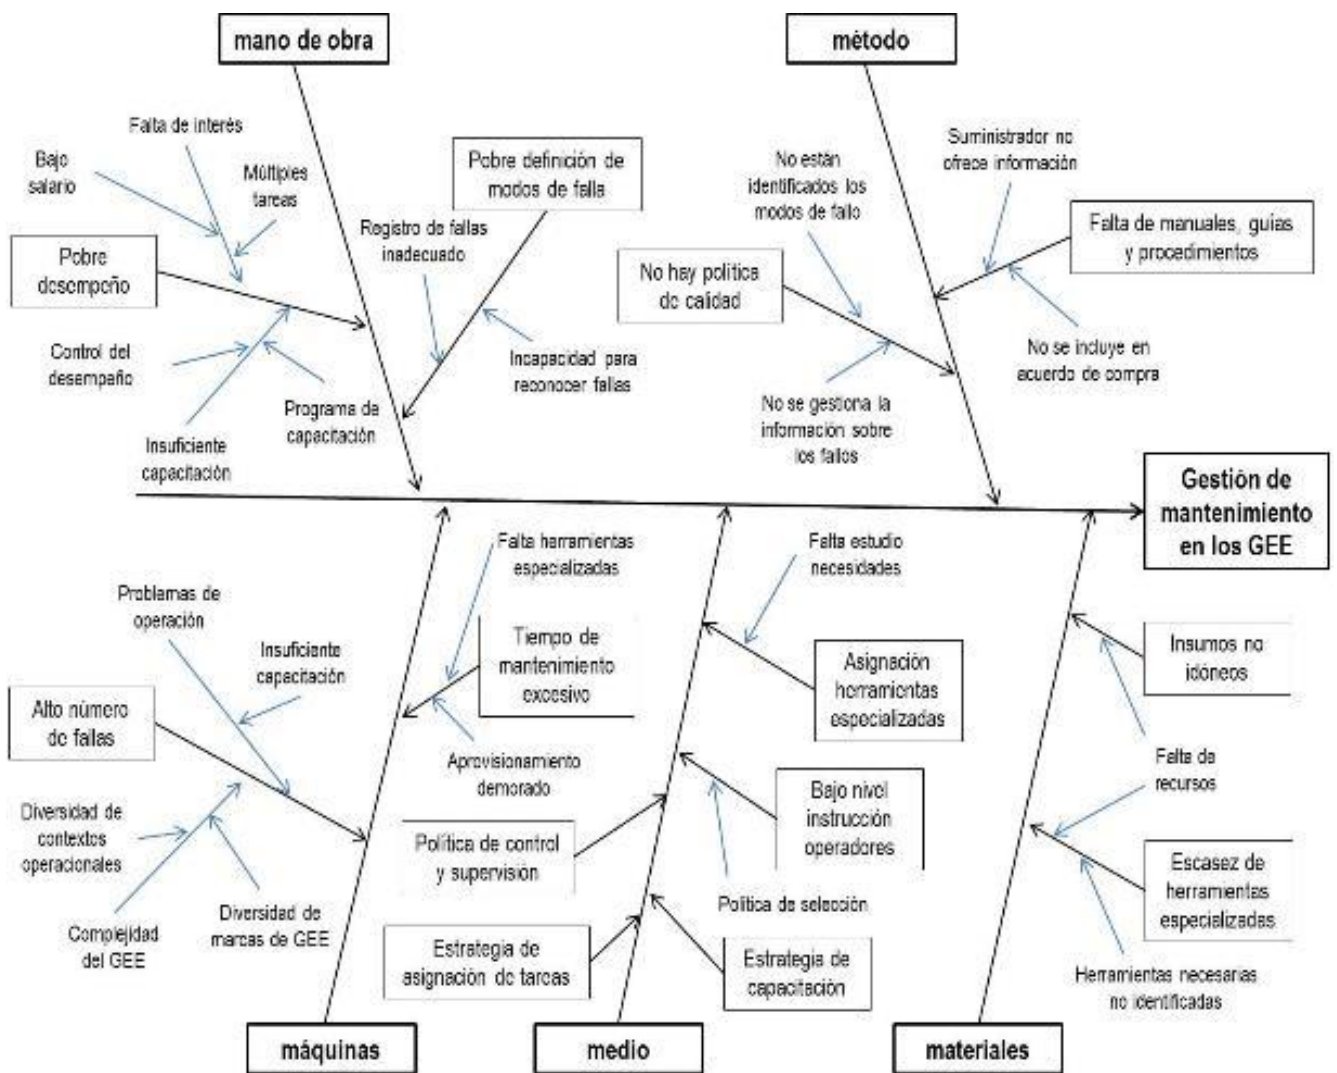 mano de obra
método
Falta de interés
Bajo
salario
Múltiples
tareas
Pobre
desempeño
Control del
desempeño
Programa de
capacitación
Insuficiente
capacitación
Pobre definición de
modos de falla
Registro de fallas
inadecuado
Incapacidad para
reconocer fallas
No están
identificados los
modos de fallo
No hay política
de calidad
No se gestiona la
información sobre
los fallos
Suministrador no
ofrece información
Falta de manuales, guías
y procedimientos
No se incluye en
acuerdo de compra
Gestión de
mantenimiento
en los GEE
Problemas de
operación
Insuficiente
capacitación
Alto número
de fallas
Diversidad de
contextos
operacionales
Complejidad
del GEE
Diversidad de
marcas de GEE
Falta herramientas
especializadas
Tiempo de
mantenimiento
excesivo
Aprovisionamiento
demorado
Falta estudio
necesidades
Asignación
herramientas
especializadas
Bajo nivel
instrucción
operadores
Política de control
y supervisión
Política de selección
Estrategia de
asignación de tareas
Estrategia de
capacitación
Insumos no
idóneos
Falta de
recursos
Escasez de
herramientas
especializadas
Herramientas necesarias
no identificadas
máquinas
medio
materiales